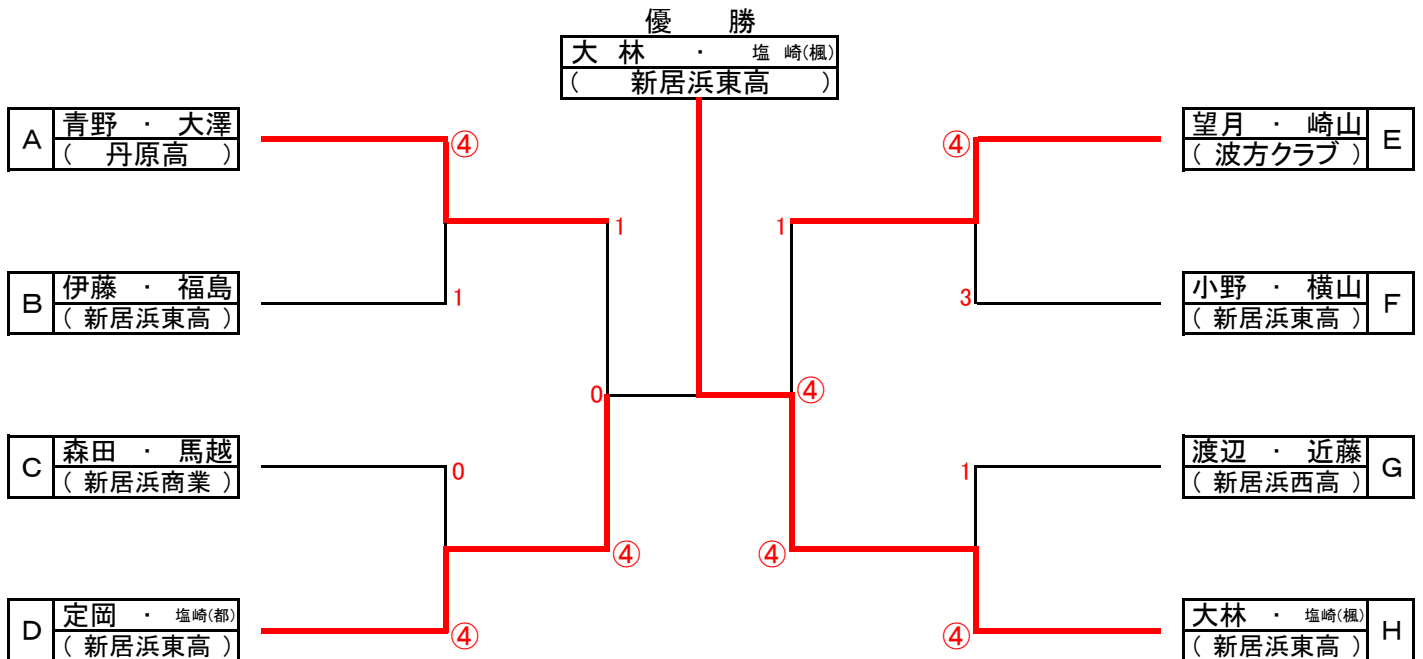 優 勝
大 林 ・ 塩 崎(楓)
( 新居浜東高 )
A 青野 ・ 大澤
( 丹原高 )
④
④
望月 ・ 崎山 E
( 波方クラブ )
1
1
B 伊藤 ・ 福島
( 新居浜東高 )
1
3
小野 ・ 横山 F
( 新居浜東高 )
0
④
C 森田 ・ 馬越
( 新居浜商業 )
0
1
渡辺 ・ 近藤 G
( 新居浜西高 )
④
④
D 定岡 ・ 塩崎(都)
( 新居浜東高 )
④
④
大林 ・ 塩崎(楓) H
( 新居浜東高 )